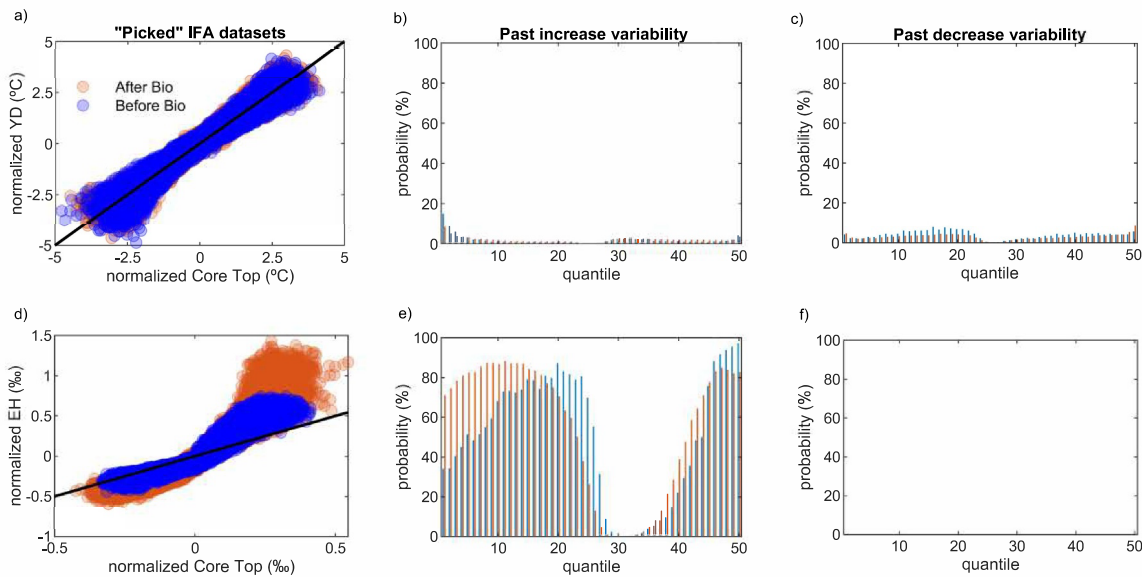 a)
"Picked" IFA datasets
5
2.5
0
-2.5
-5
normalized YD (ºC)
After Bio
Before Bio
-5
-2.5
0
2.5
5
normalized Core Top (ºC)
b)
Past increase variability
100
80
60
40
20
0
probability (%)
10
20
30
40
50
quantile
c)
Past decrease variability
100
80
60
40
20
0
probability (%)
10
20
30
40
50
quantile
d)
1.5
1
0.5
0
-0.5
-1
normalized EH (‰)
-0.5
0
0.5
normalized Core Top (‰)
e)
100
80
60
40
20
0
probability (%)
10
20
30
40
50
quantile
f)
100
80
60
40
20
0
probability (%)
10
20
30
40
50
quantile